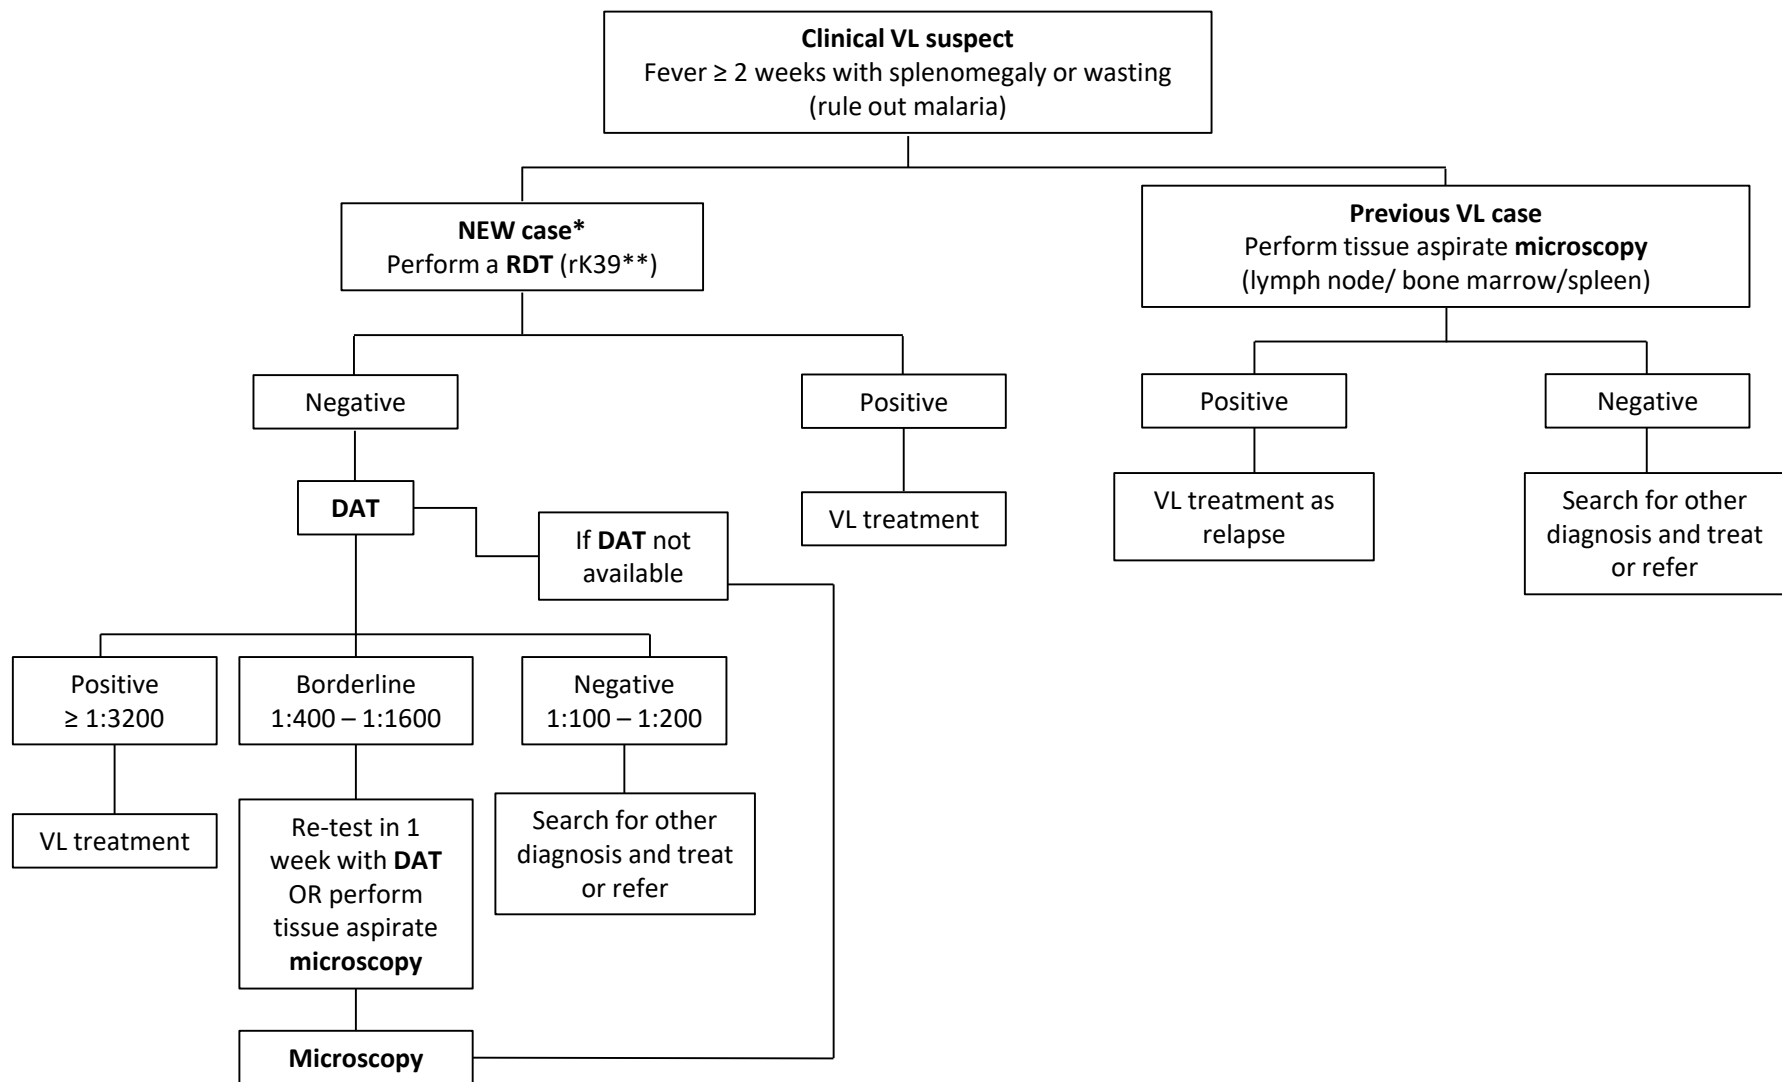 Clinical VL suspect
Fever ≥ 2 weeks with splenomegaly or wasting
(rule out malaria)
NEW case*
Perform a RDT (rK39**)
Previous VL case
Perform tissue aspirate microscopy
(lymph node/ bone marrow/spleen)
Negative
Positive
Positive
Negative
DAT
If DAT not
available
VL treatment
VL treatment as
relapse
Search for other
diagnosis and treat
or refer
Positive
≥ 1:3200
Borderline
1:400 – 1:1600
Negative
1:100 – 1:200
VL treatment
Re-test in 1
week with DAT
OR perform
tissue aspirate
microscopy
Search for other
diagnosis and treat
or refer
Microscopy